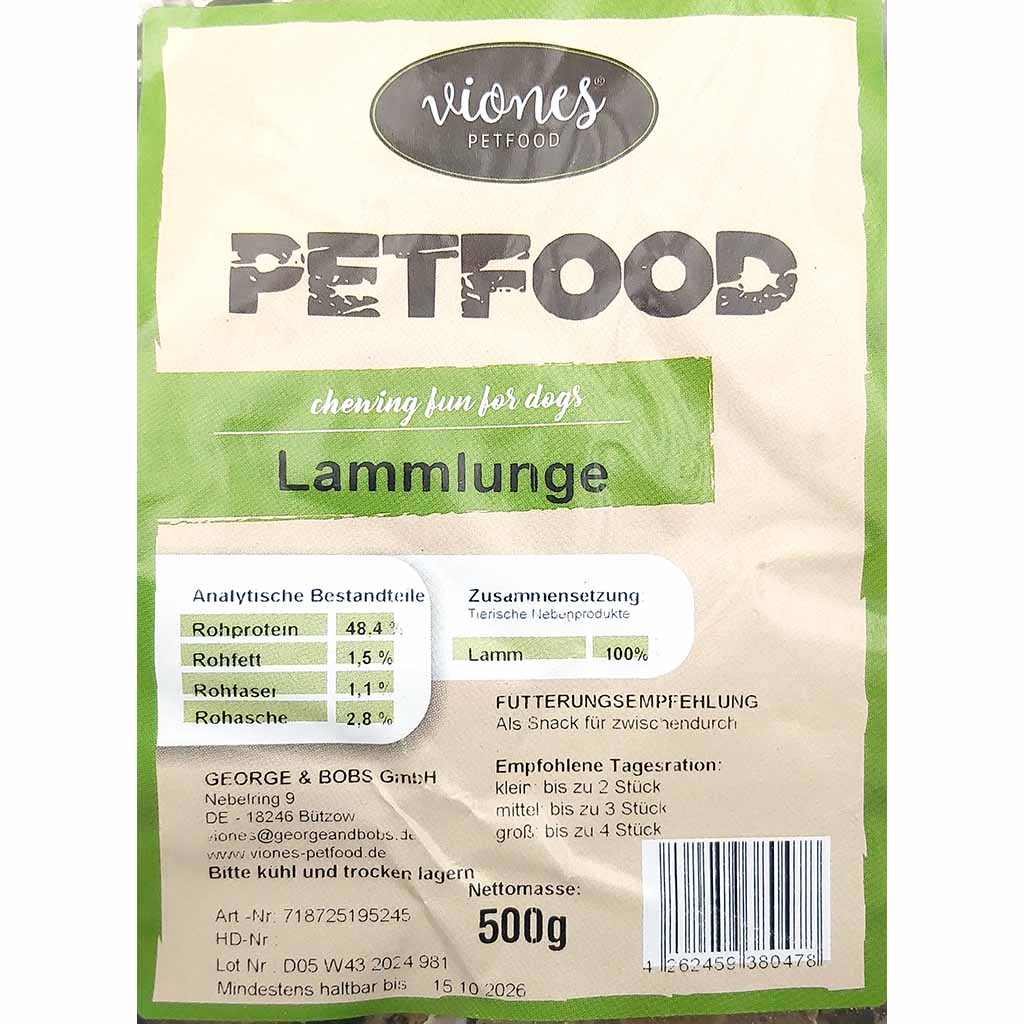 viones®
PETFOOD
PETFOOD
chewing fun for dogs
Lammlunge
Analytische Bestandteile
Rohprotein 48,4 %
Rohfett 1,5 %
Rohfaser 1,1 %
Rohasche 2,8 %
Zusammensetzung
Tierische Nebenprodukte
Lamm 100%
FÜTTERUNGSEMPFEHLUNG
Als Snack für zwischendurch
Empfohlene Tagesration:
klein: bis zu 2 Stück
mittel: bis zu 3 Stück
groß: bis zu 4 Stück
GEORGE & BOBS GmbH
Nebelring 9
DE - 18246 Bützow
viones@georgeandbobs.de
www.viones-petfood.de
Bitte kühl und trocken lagern
Nettomasse:
500g
Art.-Nr: 718725195245
HD-Nr.:
Lot Nr.: D05 W43 2024 981
Mindestens haltbar bis 15.10.2026
4 262459 380478